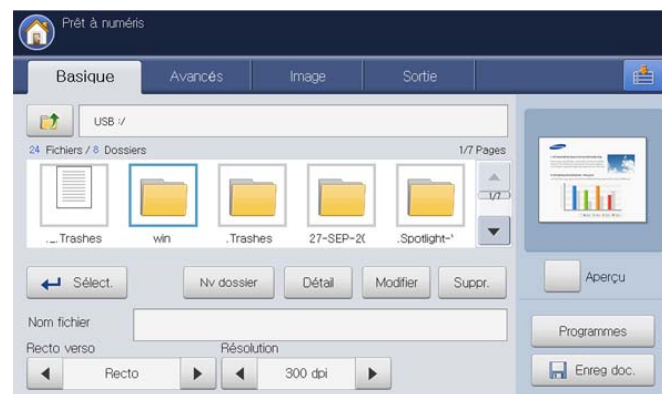 Prêt à numéris
Basique
Avancés
Image
Sortie
USB :/
24 Fichiers / 8 Dossiers
1/7 Pages
1/7
._.Trashes
win
.Trashes
27-SEP-20
.Spotlight-'
Sélect.
Nv dossier
Détail
Modifier
Suppr.
Aperçu
Nom fichier
Programmes
Recto verso
Résolution
Recto
300 dpi
Enreg doc.